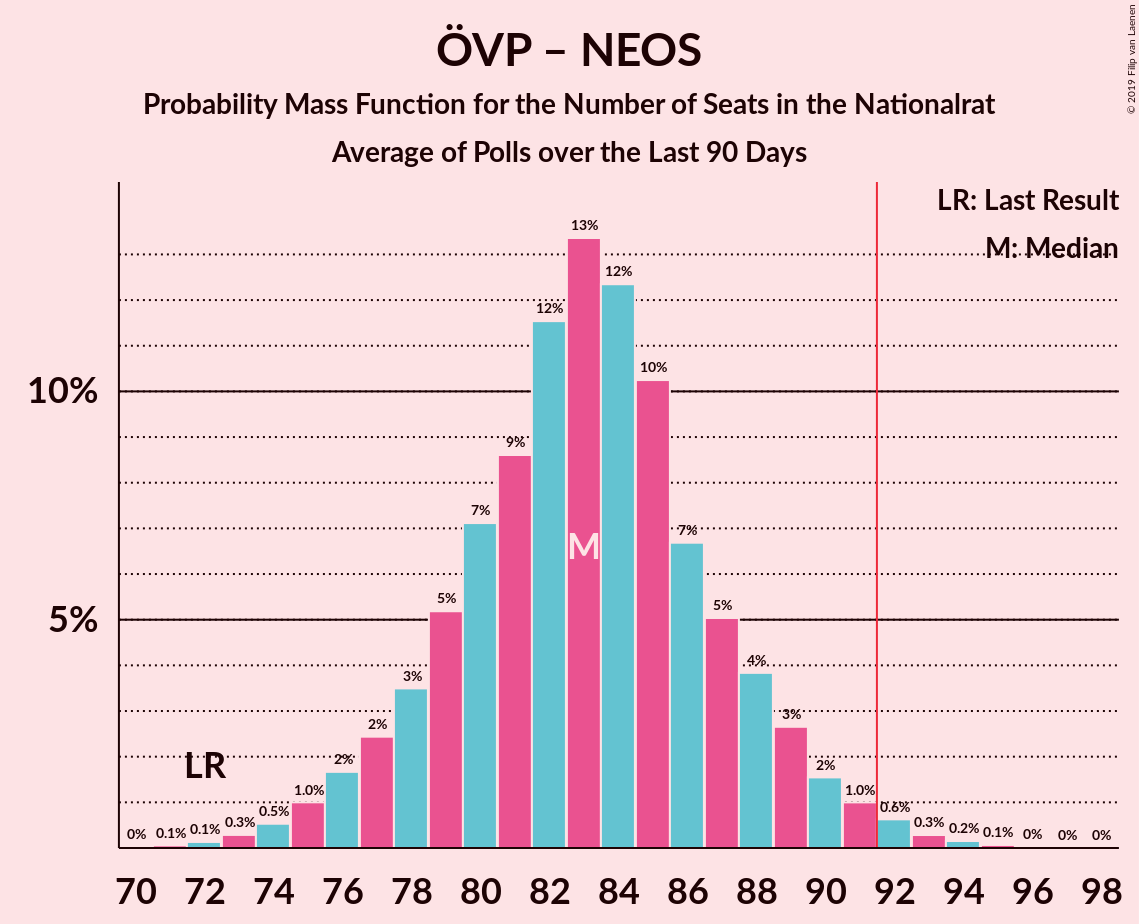 ÖVP – NEOS
Probability Mass Function for the Number of Seats in the Nationalrat
Average of Polls over the Last 90 Days
© 2019 Filip van Laenen
LR: Last Result
M: Median
13%
12%
12%
10%
10%
9%
7%
7%
M
5%
5%
5%
4%
3%
3%
2%
LR
2%
2%
1.0%
1.0%
0.5%
0.6%
0% 0.1% 0.1% 0.3%
0.3% 0.2% 0.1% 0% 0% 0%
70 72 74 76 78 80 82 84 86 88 90 92 94 96 98